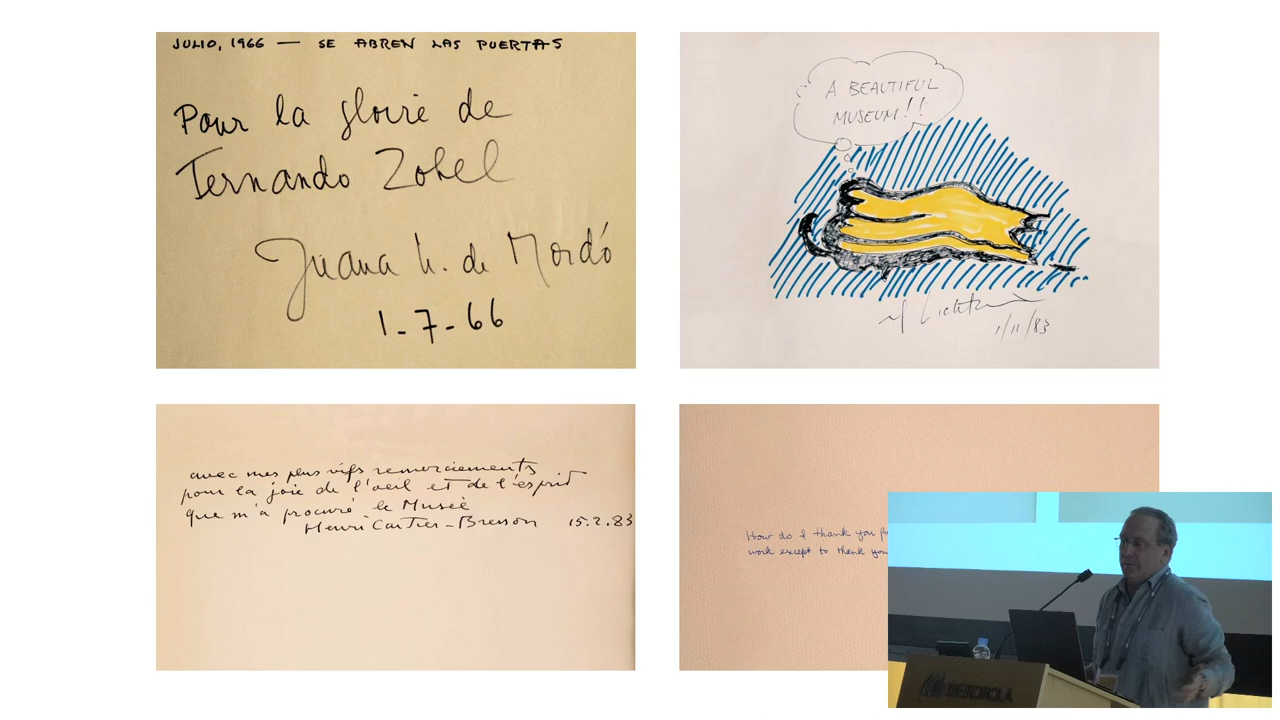 JULIO, 1966 — SE ABREN LAS PUERTAS
Pour la gloire de
Fernando Zobel
Juana M. de Mordó
1-7-66
A BEAUTIFUL
MUSEUM!!
1/11/83
avec mes plus vifs remerciements
pour la joie de l'oeil et de l'esprit
que m'a procuré le Musée
Henri Cartier-Bresson 15.2.83
How do I thank you
work except to thank you
IBERDROLA